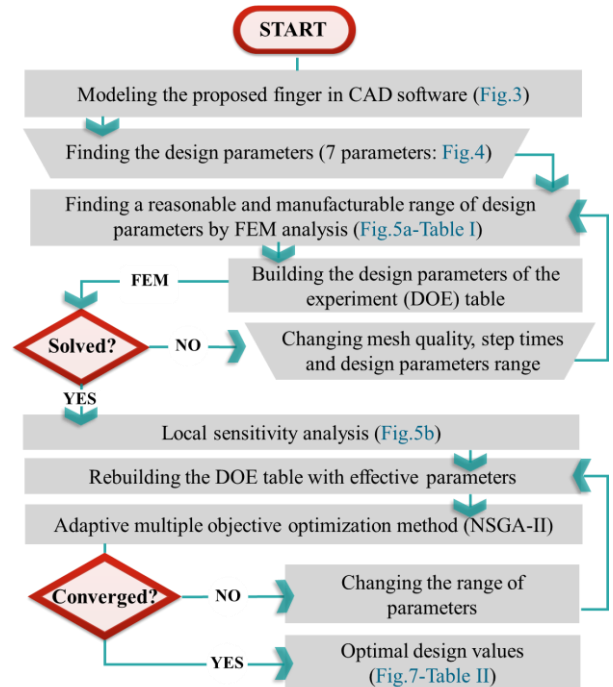 START
Modeling the proposed finger in CAD software (Fig.3)
Finding the design parameters (7 parameters: Fig.4)
Finding a reasonable and manufacturable range of design
parameters by FEM analysis (Fig.5a-Table I)
FEM
Building the design parameters of the
experiment (DOE) table
Solved?
NO
Changing mesh quality, step times
and design parameters range
YES
Local sensitivity analysis (Fig.5b)
Rebuilding the DOE table with effective parameters
Adaptive multiple objective optimization method (NSGA-II)
Converged?
NO
Changing the range of
parameters
YES
Optimal design values
(Fig.7-Table II)